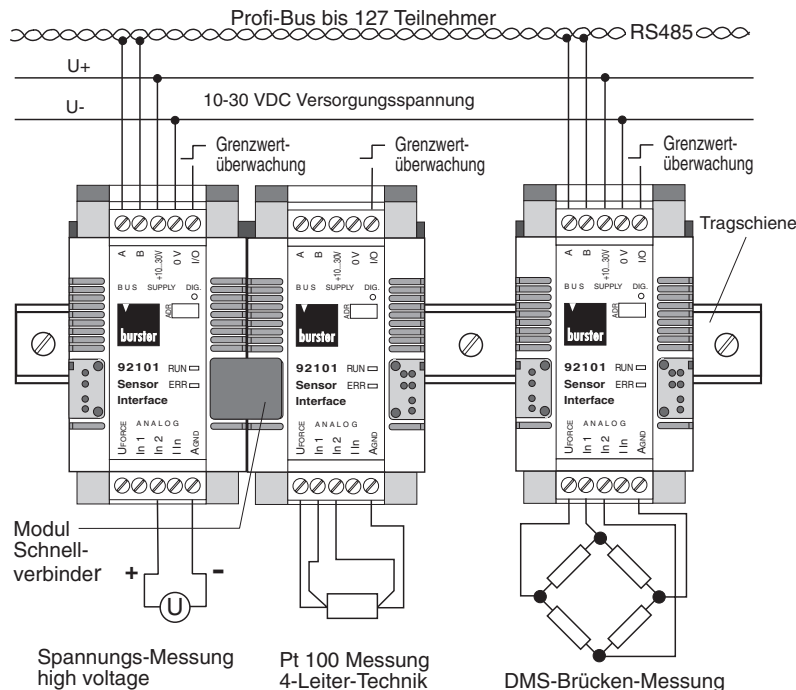 Profi-Bus bis 127 Teilnehmer
RS485
U+
U-
10-30 VDC Versorgungsspannung
Grenzwert-
überwachung
Grenzwert-
überwachung
Grenzwert-
überwachung
Tragschiene
A
B
+10...30V
0 V
I/O
BUS
SUPPLY
DIG.
ADR
burster
92101
RUN
Sensor
ERR
Interface
ANALOG
UFORCE
In 1
In 2
I In
AGND
A
B
+10...30V
0 V
I/O
BUS
SUPPLY
DIG.
ADR
burster
92101
RUN
Sensor
ERR
Interface
ANALOG
UFORCE
In 1
In 2
I In
AGND
A
B
+10...30V
0 V
I/O
BUS
SUPPLY
DIG.
ADR
burster
92101
RUN
Sensor
ERR
Interface
ANALOG
UFORCE
In 1
In 2
I In
AGND
Modul
Schnell-
verbinder
+
-
U
Spannungs-Messung
high voltage
Pt 100 Messung
4-Leiter-Technik
DMS-Brücken-Messung